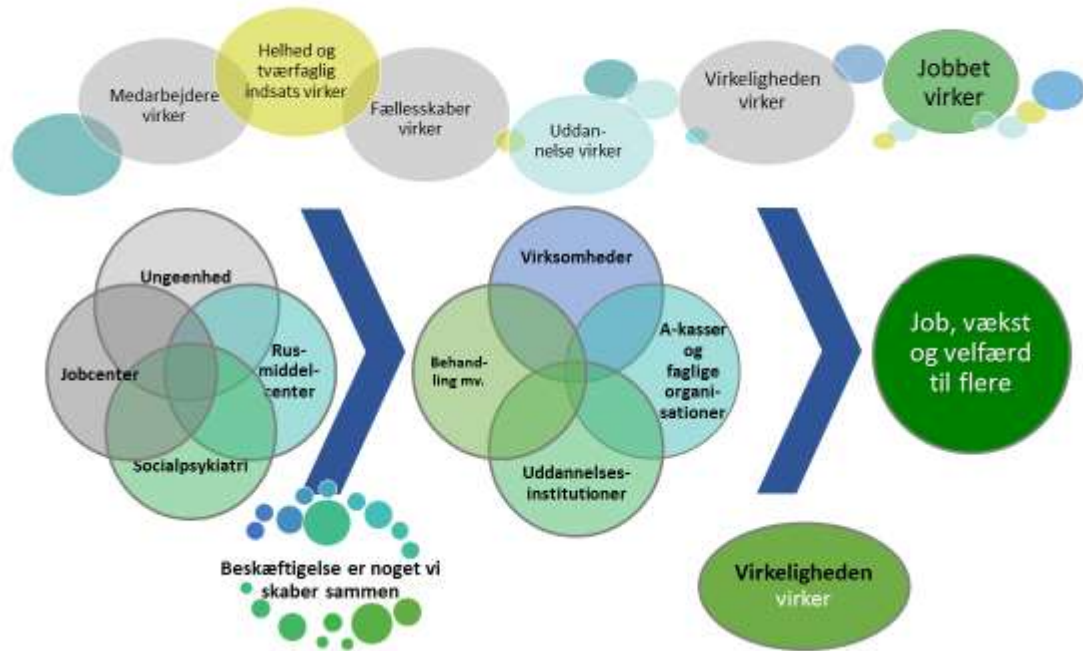 Medarbejdere
virker
Helhed og
tværfaglig
indsats virker
Fællesskaber
virker
Uddan-
nelse virker
Virkeligheden
virker
Jobbet
virker
Ungeenhed
Jobcenter
Rus-
middel-
center
Socialpsykiatri
Virksomheder
Behand-
ling mv.
A-kasser
og
faglige
organi-
sationer
Uddannelses-
institutioner
Job, vækst
og velfærd
til flere
Beskæftigelse er noget vi
skaber sammen
Virkeligheden
virker